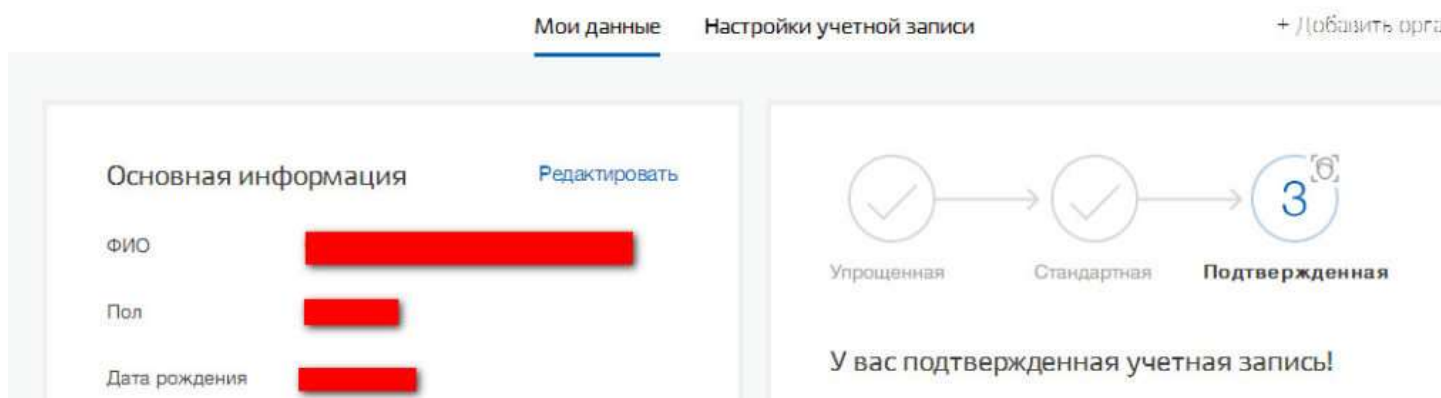 Мои данные Настройки учетной записи + Добавить орга
Основная информация Редактировать
ФИО
Пол
Дата рождения
3
Упрощенная Стандартная Подтвержденная
У вас подтвержденная учетная запись!